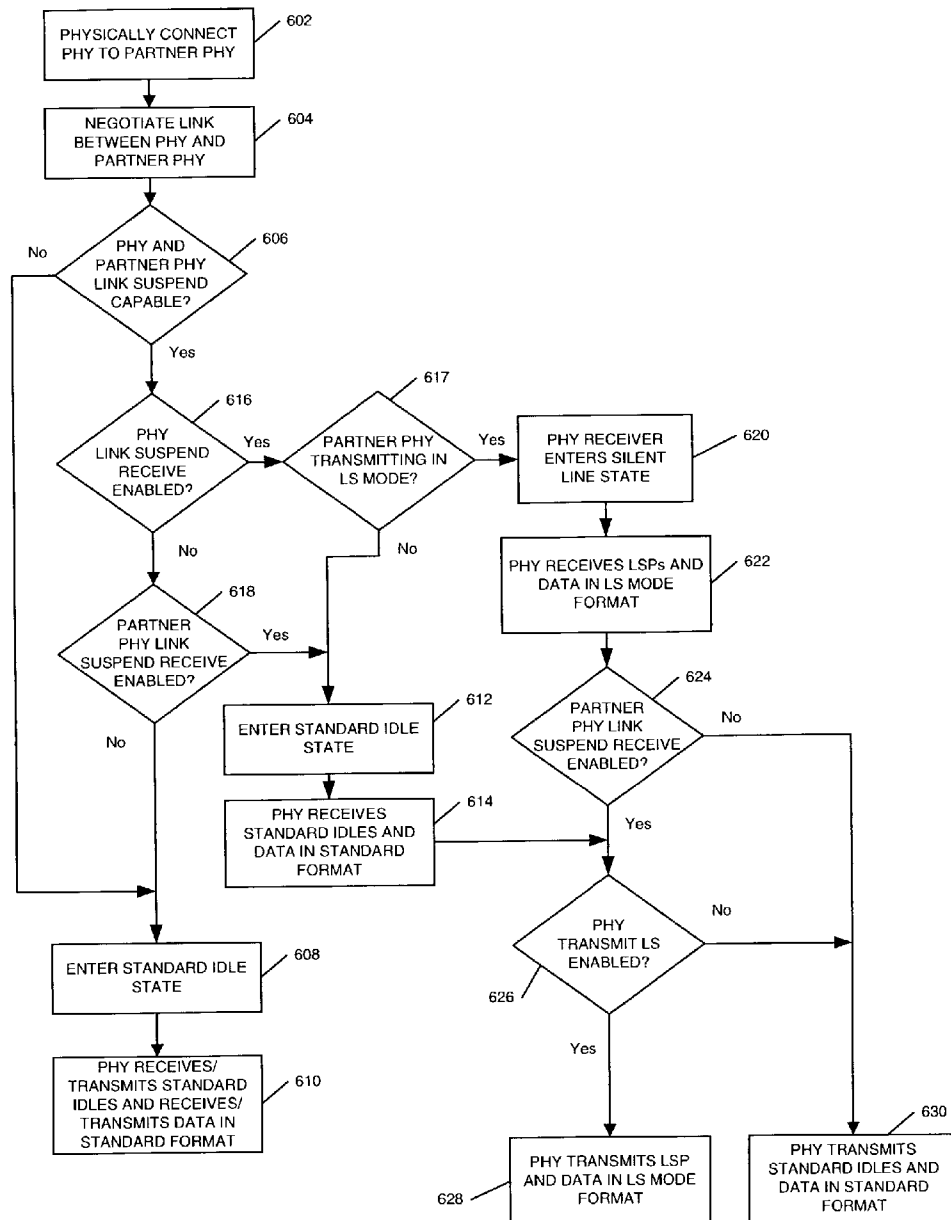 PHYSICALLY CONNECT
PHY TO PARTNER PHY
602
NEGOTIATE LINK
BETWEEN PHY AND
PARTNER PHY
604
No
PHY AND
PARTNER PHY
LINK SUSPEND
CAPABLE?
606
Yes
PHY
LINK SUSPEND
RECEIVE
ENABLED?
616
Yes
PARTNER PHY
TRANSMITTING IN
LS MODE?
617
Yes
PHY RECEIVER
ENTERS SILENT
LINE STATE
620
No
No
PHY RECEIVES LSPs AND
DATA IN LS MODE
FORMAT
622
PARTNER
PHY LINK
SUSPEND RECEIVE
ENABLED?
618
Yes
No
ENTER STANDARD IDLE
STATE
612
PARTNER
PHY LINK
SUSPEND RECEIVE
ENABLED?
624
No
Yes
PHY RECEIVES
STANDARD IDLES AND
DATA IN STANDARD
FORMAT
614
PHY
TRANSMIT LS
ENABLED?
626
No
Yes
ENTER STANDARD IDLE
STATE
608
PHY RECEIVES/
TRANSMITS STANDARD
IDLES AND RECEIVES/
TRANSMITS DATA IN
STANDARD FORMAT
610
PHY TRANSMITS LSP
AND DATA IN LS MODE
FORMAT
628
PHY TRANSMITS
STANDARD IDLES AND
DATA IN STANDARD
FORMAT
630